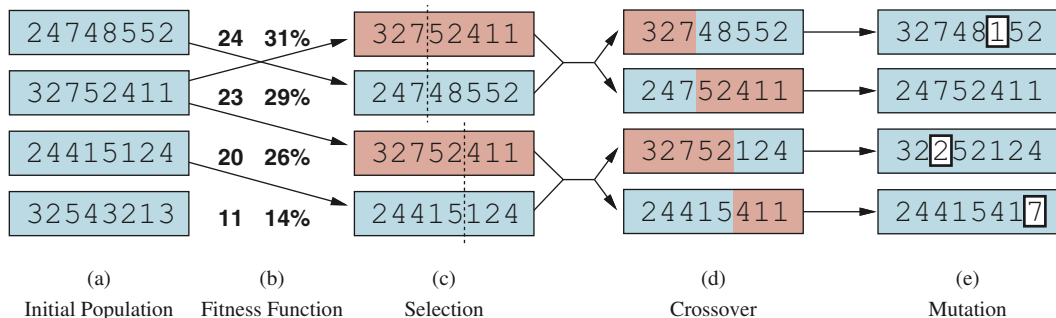 24748552 24 31% 32752411 32748552 32748152
32752411 23 29% 24748552 24752411 24752411
24415124 20 26% 32752411 32752124 32252124
32543213 11 14% 24415124 24415411 24415417
(a) (b) (c) (d) (e)
Initial Population Fitness Function Selection Crossover Mutation